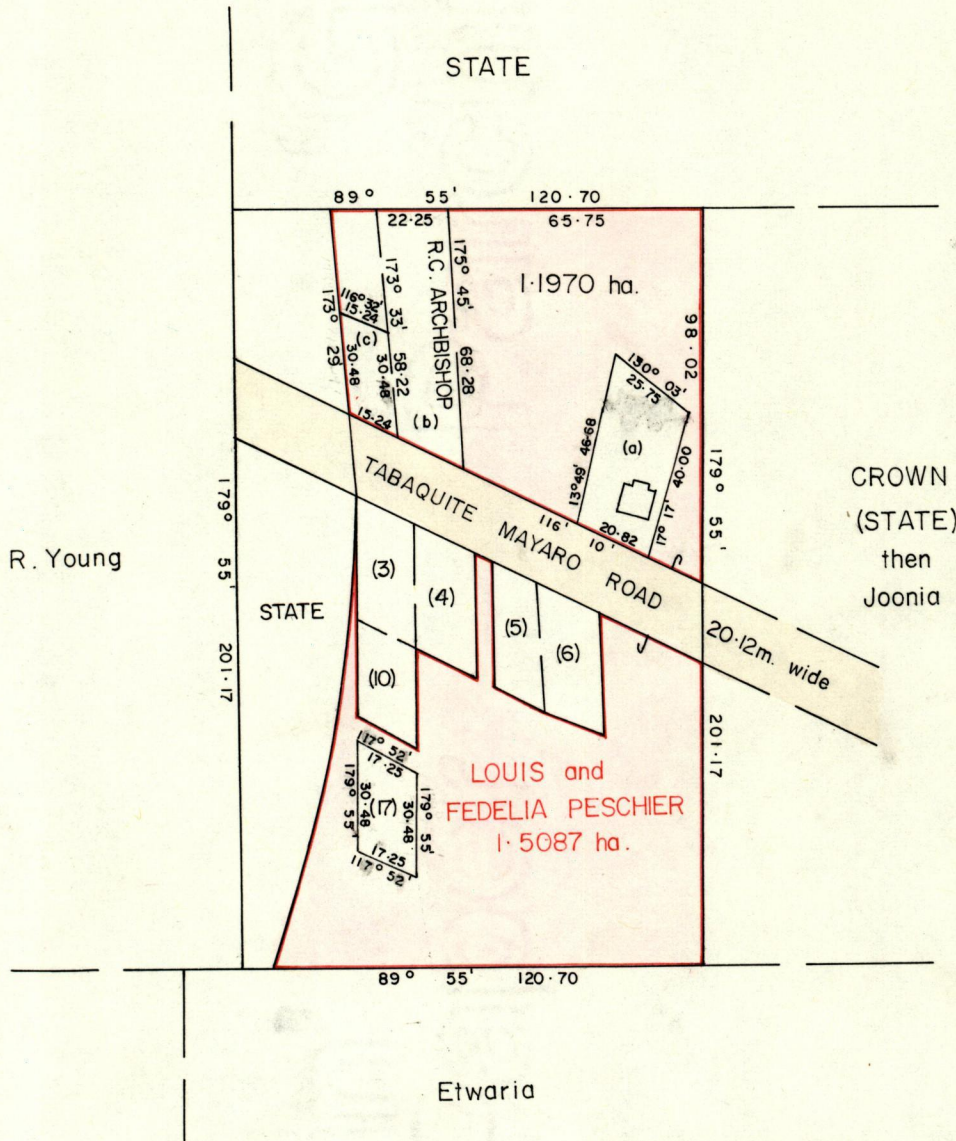 STATE
89° 55' 120·70
22·25 65·75
1·1970 ha.
R.C. ARCHBISHOP
175° 45' 68·28
173° 33' 58·22
116° 32'
15·24
(c)
173° 29' 30·48
30·48
15·24
(b)
98·02
130° 03'
25·75
(a)
13°49' 46·68
17° 17' 40·00
20·82
116' 10'
TABAQUITE MAYARO ROAD
20·12m. wide
179° 55'
201·17
CROWN
(STATE)
then
Joonia
R. Young
179° 55' 201·17
STATE
(3)
(4)
(5)
(6)
(10)
117° 52'
17·25
179° 55' 30·48
179° 55' 30·48
17·25
117° 52'
LOUIS and
FEDELIA PESCHIER
1·5087 ha.
89° 55' 120·70
Etwaria